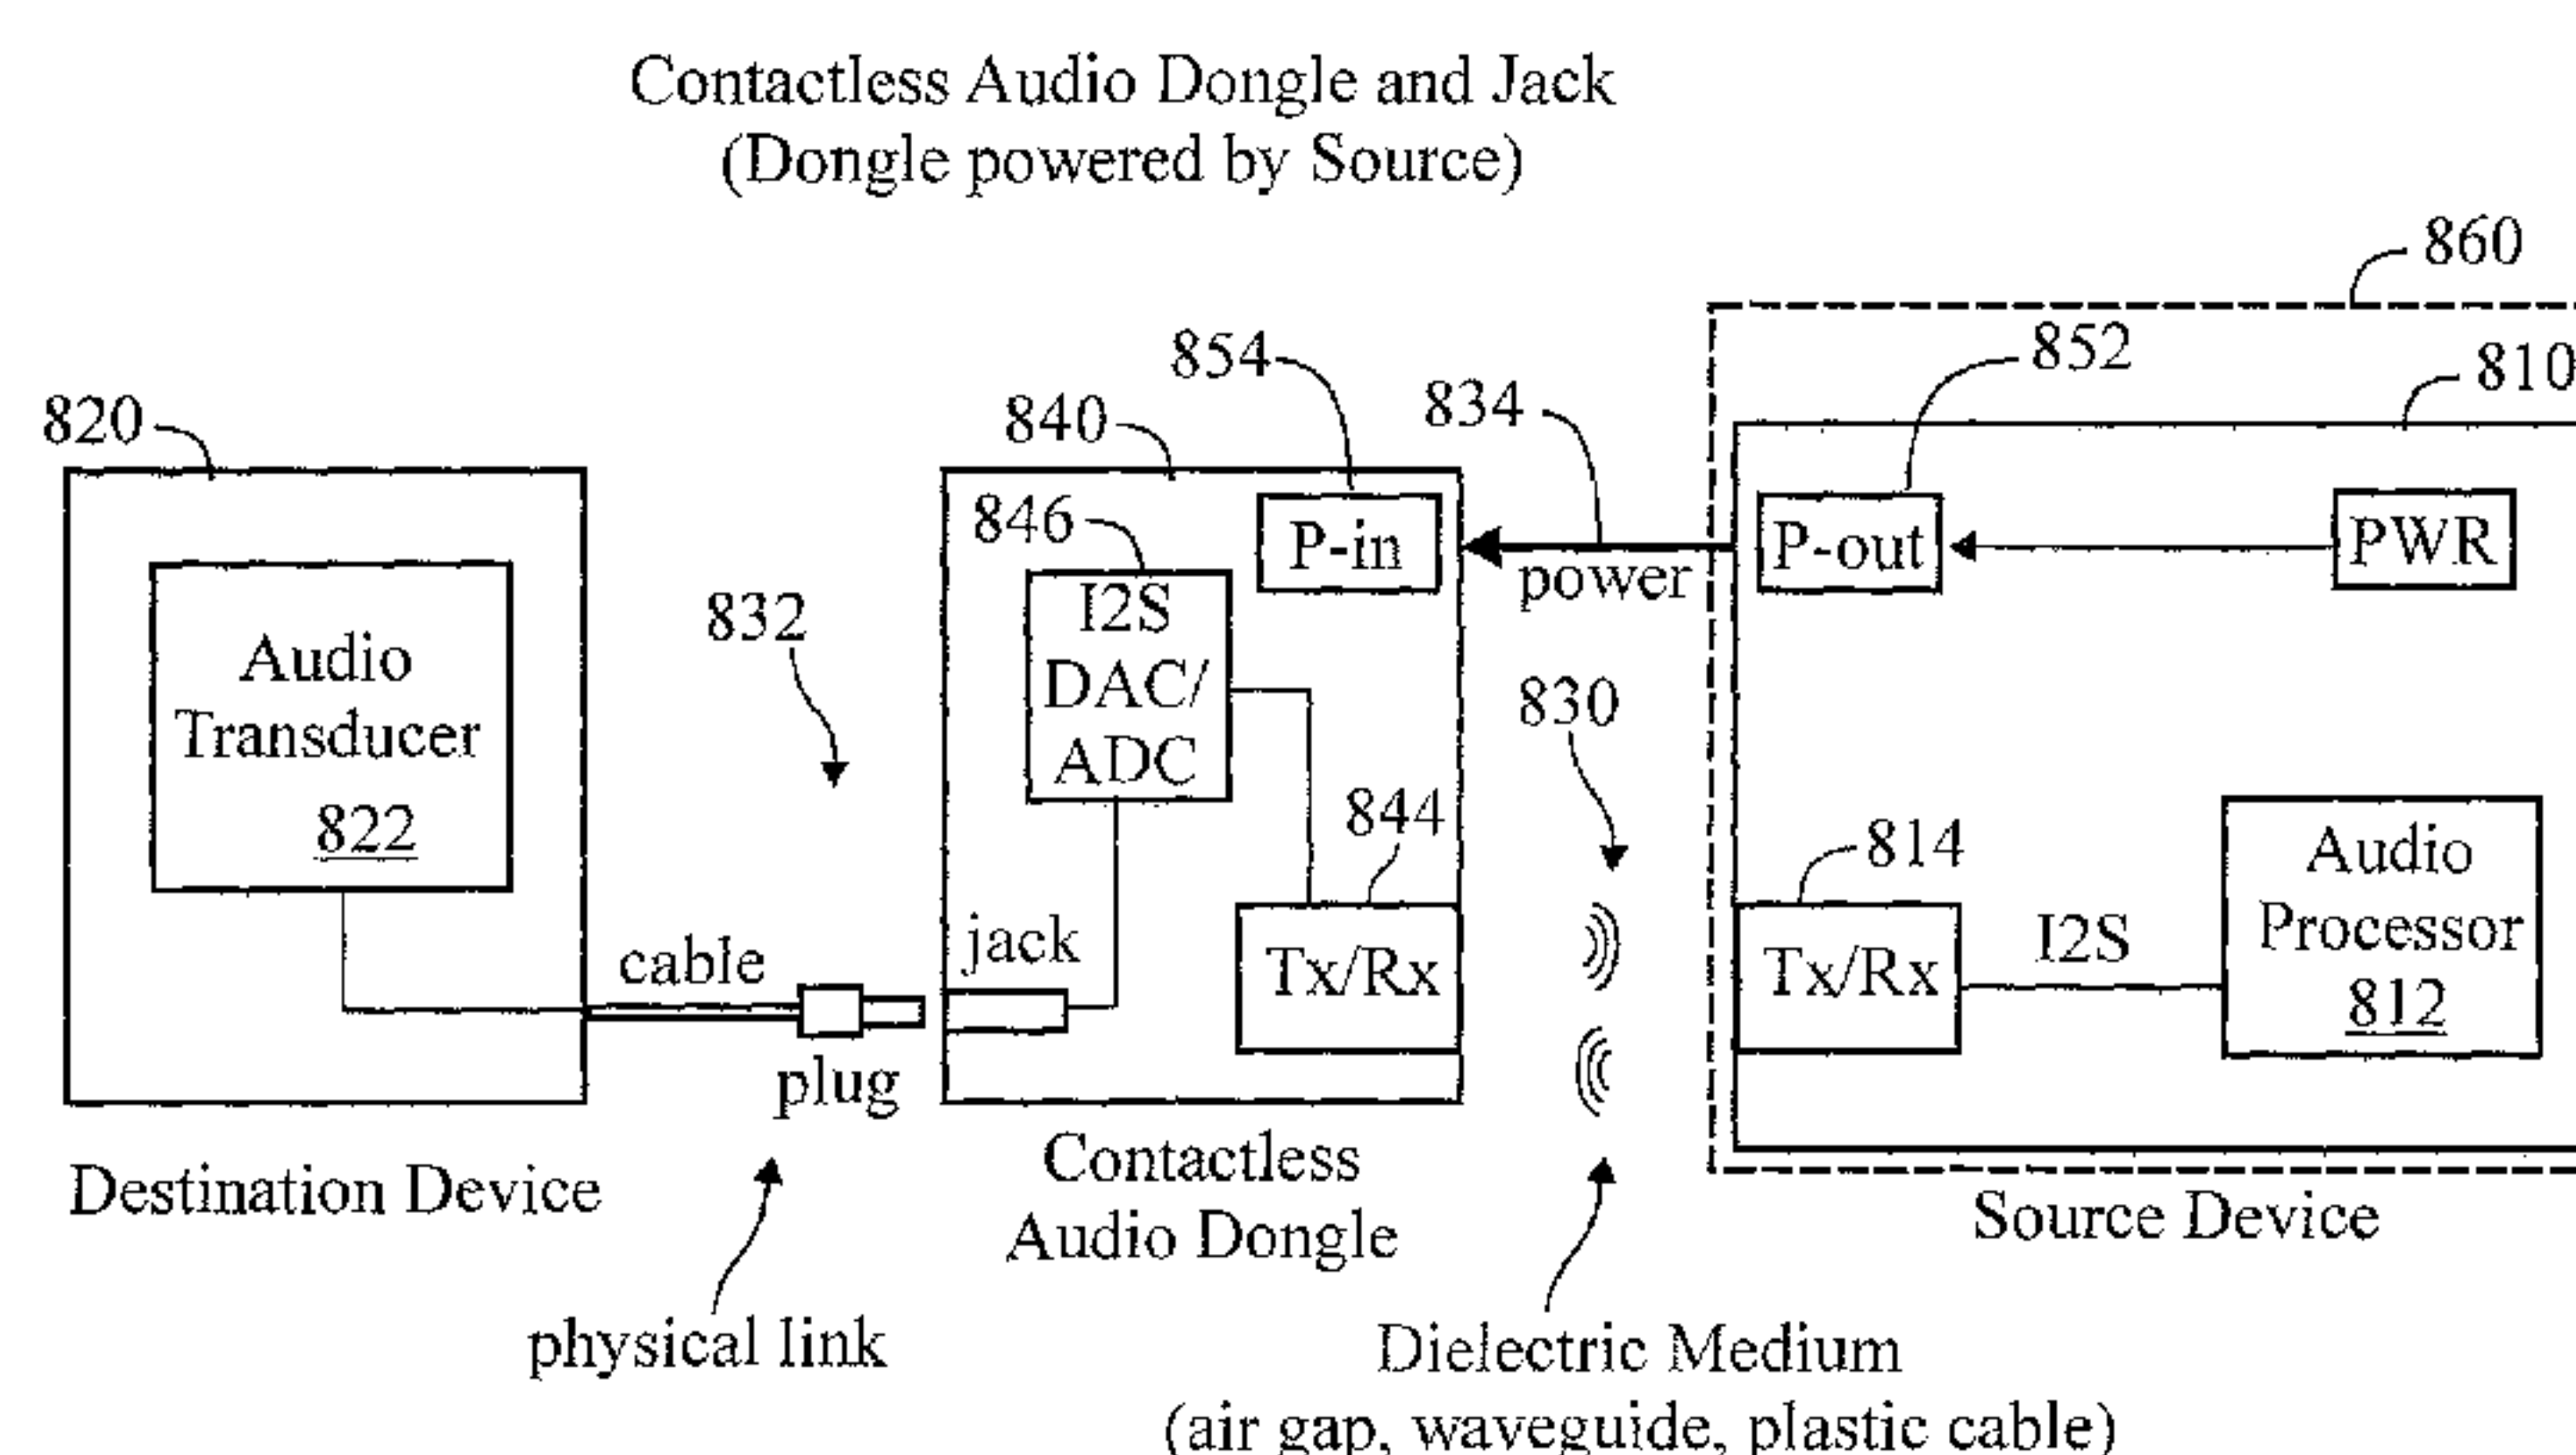 Contactless Audio Dongle and Jack
(Dongle powered by Source)
860
852
810
854
834
840
820
846
P-in
P-out
PWR
power
I2S
DAC/
ADC
832
830
Audio
Transducer
822
844
814
Audio
Processor
812
I2S
jack
Tx/Rx
Tx/Rx
cable
plug
Destination Device
Contactless
Audio Dongle
Source Device
physical link
Dielectric Medium
(air gap, waveguide, plastic cable)